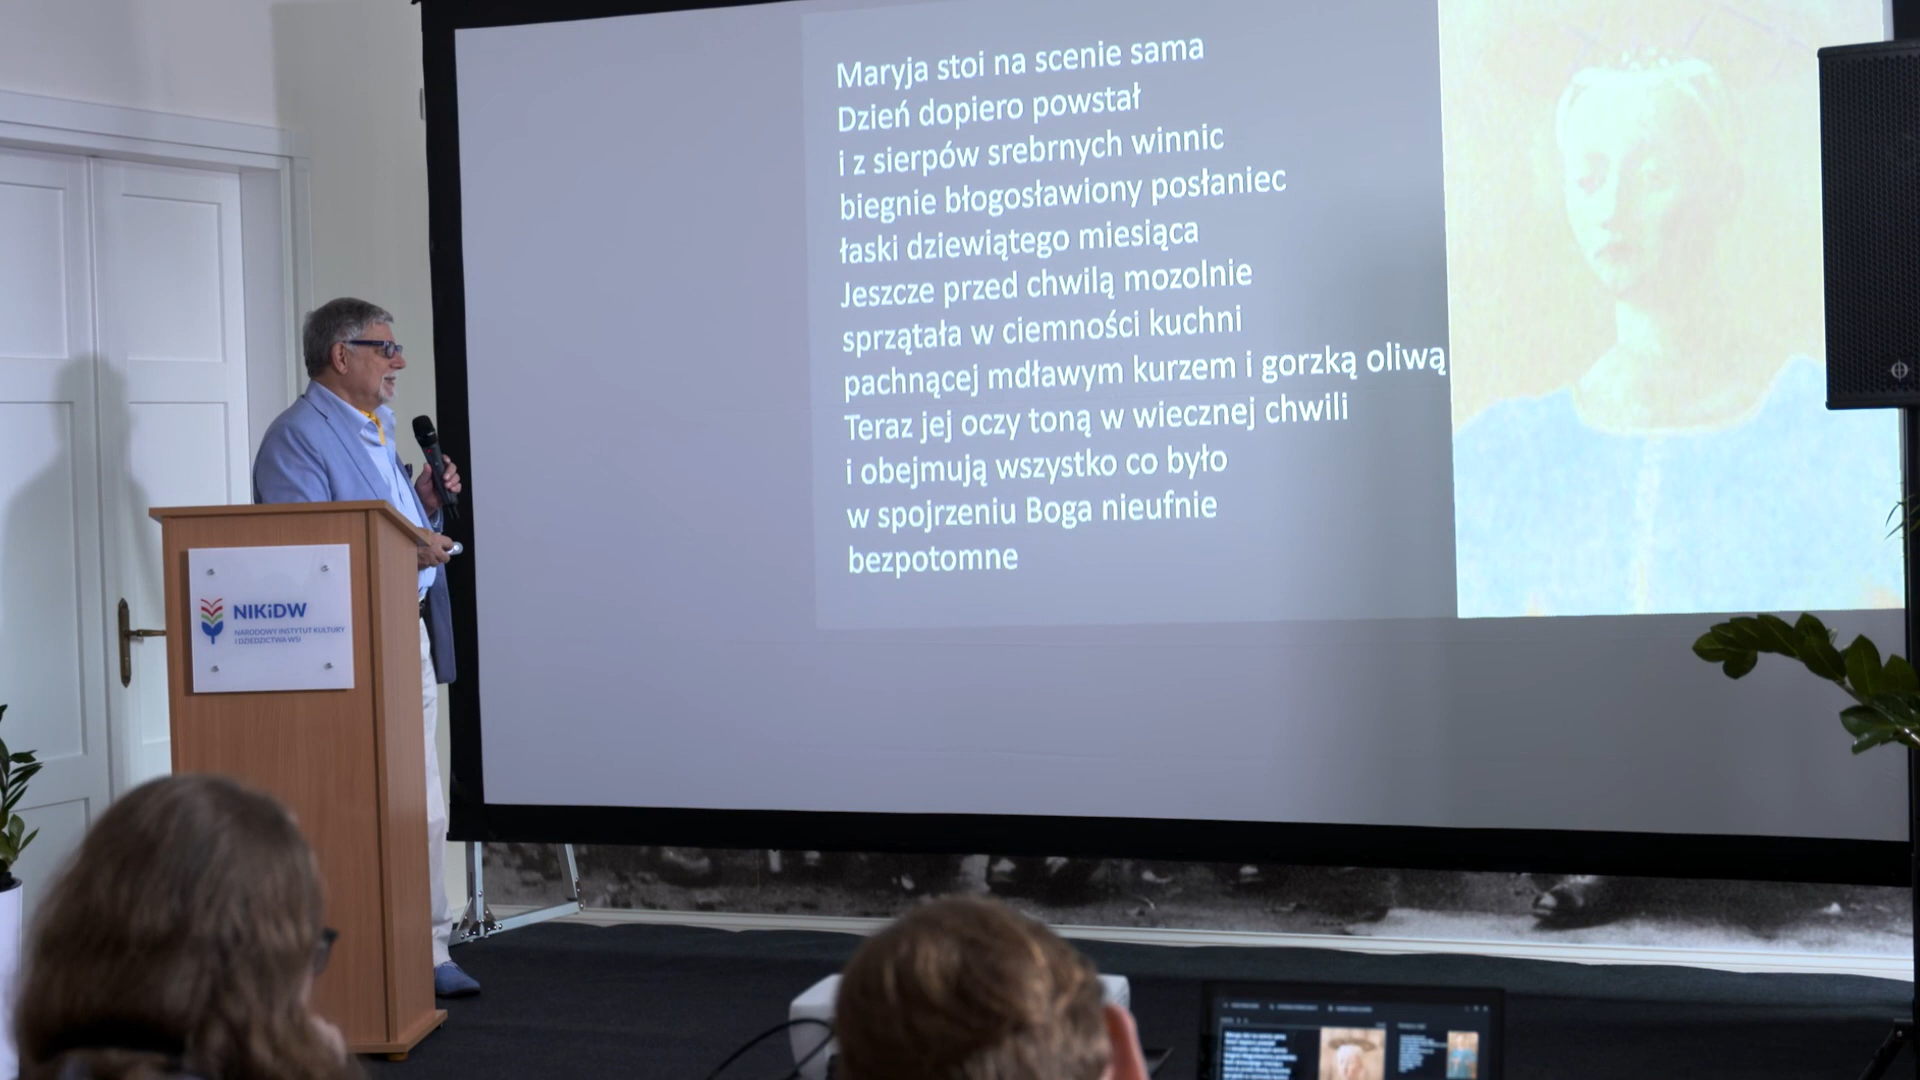 Maryja stoi na scenie sama
Dzień dopiero powstał
i z sierpów srebrnych winnic
biegnie błogosławiony posłaniec
łaski dziewiątego miesiąca
Jeszcze przed chwilą mozolnie
sprzątała w ciemności kuchni
pachnącej mdławym kurzem i gorzką oliwą
Teraz jej oczy toną w wiecznej chwili
i obejmują wszystko co było
w spojrzeniu Boga nieufnie
bezpotomne
NIKiDW
NARODOWY INSTYTUT KULTURY
I DZIEDZICTWA WSI